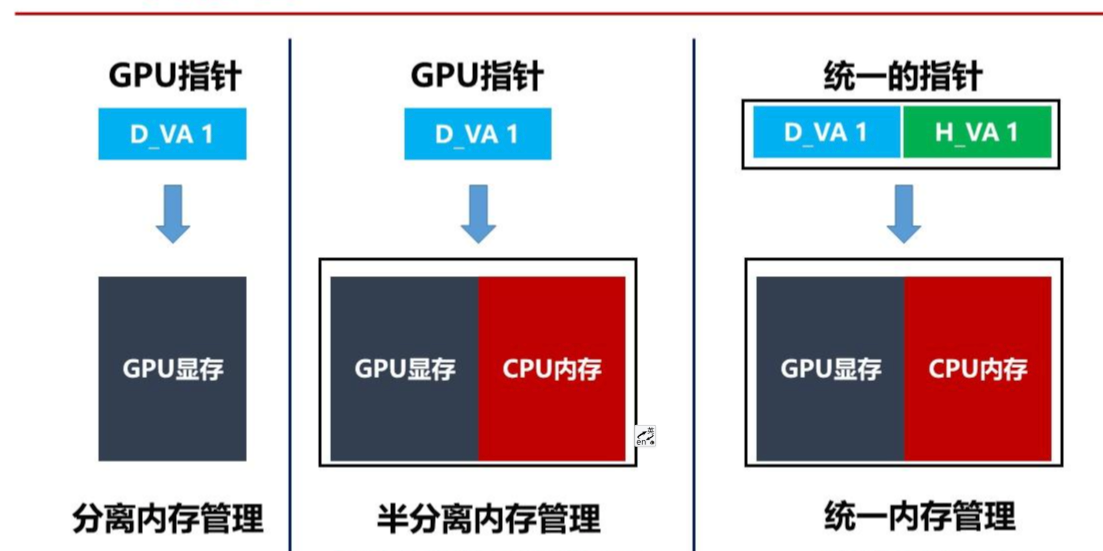 GPU指针
D_VA 1
GPU显存
分离内存管理
GPU指针
D_VA 1
GPU显存
CPU内存
半分离内存管理
统一的指针
D_VA 1
H_VA 1
GPU显存
CPU内存
统一内存管理